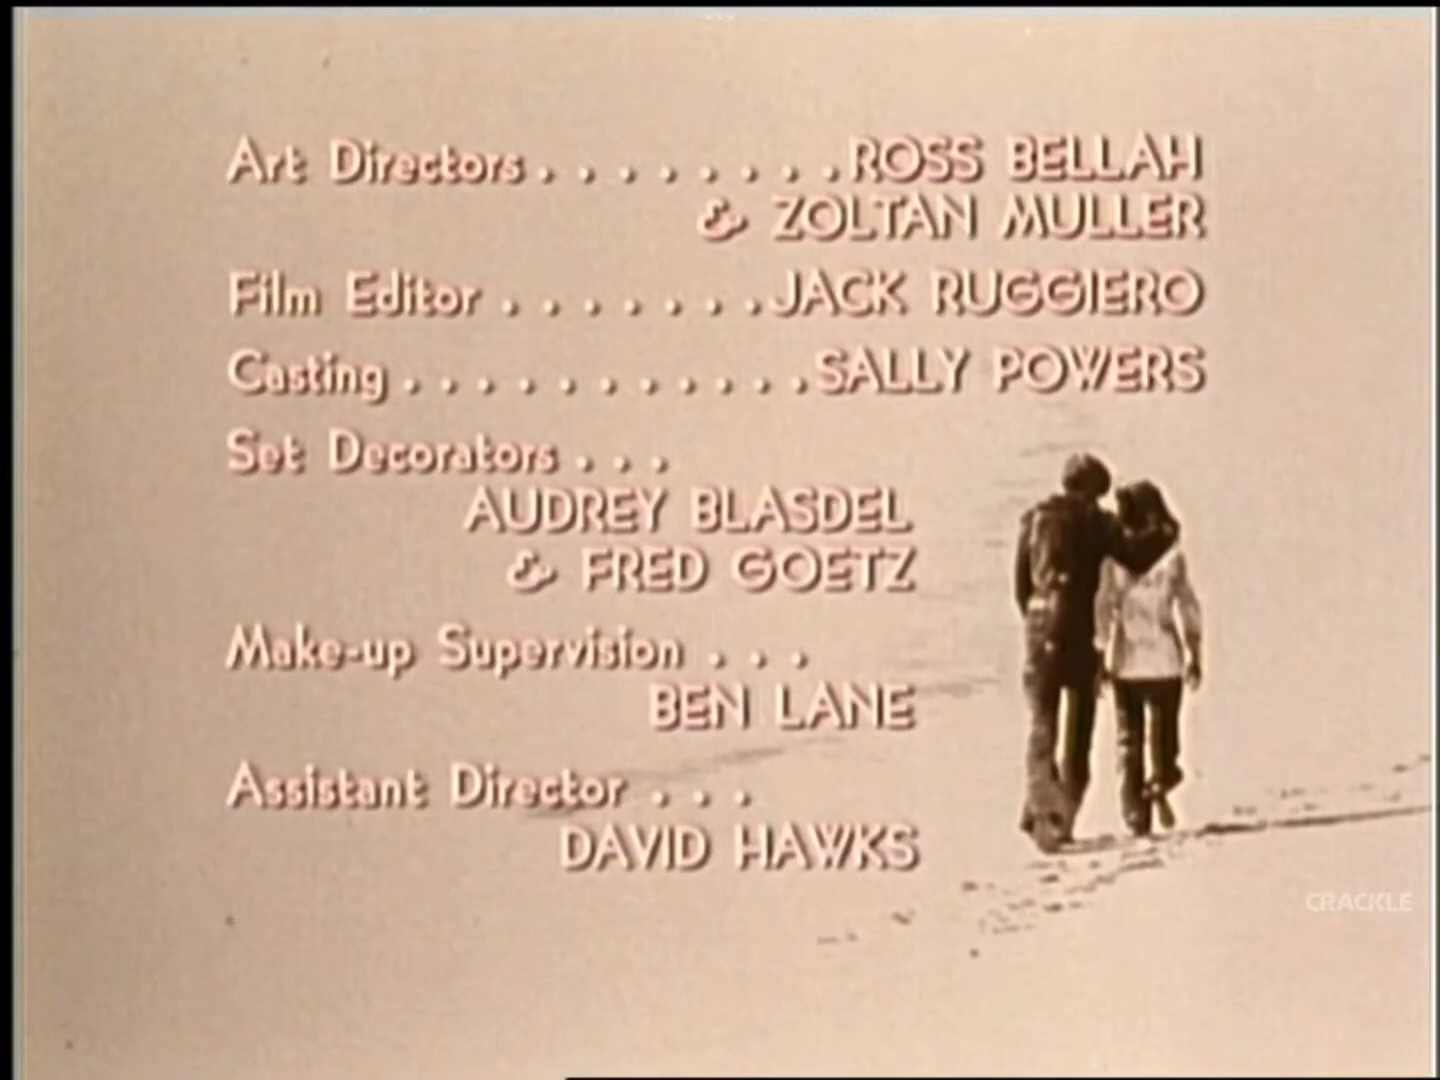 Art Directors . . . . . . . . ROSS BELLAH
& ZOLTAN MULLER
Film Editor . . . . . . . JACK RUGGIERO
Casting . . . . . . . . . . . SALLY POWERS
Set Decorators . . .
AUDREY BLASDEL
& FRED GOETZ
Make-up Supervision . . .
BEN LANE
Assistant Director . . .
DAVID HAWKS
CRACKLE